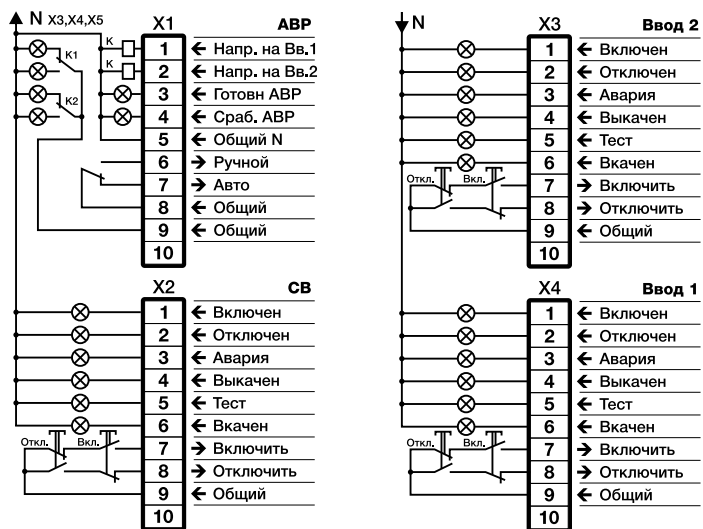 N X3,X4,X5
X1 АВР
К 1 ← Напр. на Вв.1
К1
К 2 ← Напр. на Вв.2
3 ← Готовн АВР
К2
4 ← Сраб. АВР
5 ← Общий N
6 → Ручной
7 → Авто
8 ← Общий
9 ← Общий
10
X2 СВ
1 ← Включен
2 ← Отключен
3 ← Авария
4 ← Выкачен
5 ← Тест
6 ← Вкачен
Откл. Вкл. 7 → Включить
8 → Отключить
9 ← Общий
10
N
X3 Ввод 2
1 ← Включен
2 ← Отключен
3 ← Авария
4 ← Выкачен
5 ← Тест
6 ← Вкачен
Откл. Вкл. 7 → Включить
8 → Отключить
9 ← Общий
10
X4 Ввод 1
1 ← Включен
2 ← Отключен
3 ← Авария
4 ← Выкачен
5 ← Тест
6 ← Вкачен
Откл. Вкл. 7 → Включить
8 → Отключить
9 ← Общий
10